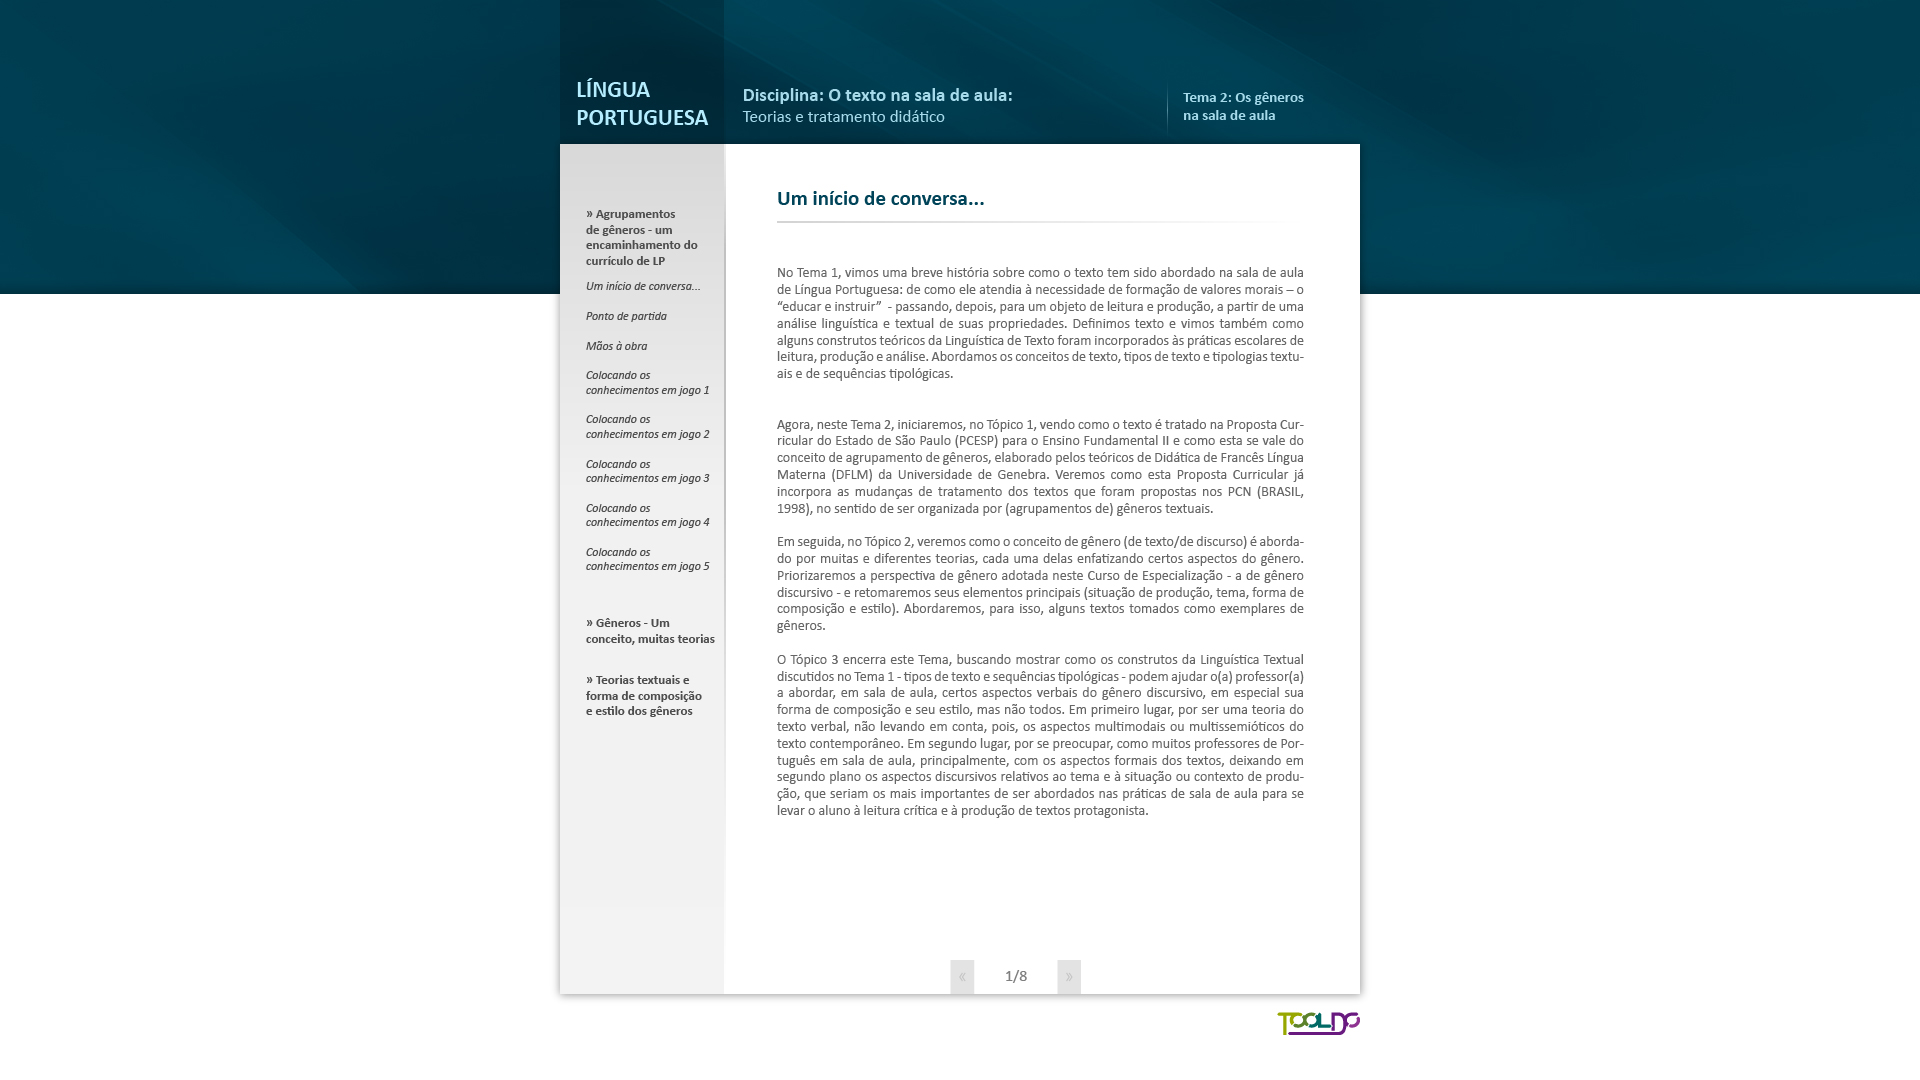 LÍNGUA
PORTUGUESA
Disciplina: O texto na sala de aula:
Teorias e tratamento didático
Tema 2: Os gêneros
na sala de aula
» Agrupamentos
de gêneros - um
encaminhamento do
currículo de LP
Um início de conversa...
Ponto de partida
Mãos à obra
Colocando os
conhecimentos em jogo 1
Colocando os
conhecimentos em jogo 2
Colocando os
conhecimentos em jogo 3
Colocando os
conhecimentos em jogo 4
Colocando os
conhecimentos em jogo 5
» Gêneros - Um
conceito, muitas teorias
» Teorias textuais e
forma de composição
e estilo dos gêneros
Um início de conversa...
No Tema 1, vimos uma breve história sobre como o texto tem sido abordado na sala de aula
de Língua Portuguesa: de como ele atendia à necessidade de formação de valores morais – o
“educar e instruir” - passando, depois, para um objeto de leitura e produção, a partir de uma
análise linguística e textual de suas propriedades. Definimos texto e vimos também como
alguns construtos teóricos da Linguística de Texto foram incorporados às práticas escolares de
leitura, produção e análise. Abordamos os conceitos de texto, tipos de texto e tipologias textu-
ais e de sequências tipológicas.
Agora, neste Tema 2, iniciaremos, no Tópico 1, vendo como o texto é tratado na Proposta Cur-
ricular do Estado de São Paulo (PCESP) para o Ensino Fundamental II e como esta se vale do
conceito de agrupamento de gêneros, elaborado pelos teóricos de Didática de Francês Língua
Materna (DFLM) da Universidade de Genebra. Veremos como esta Proposta Curricular já
incorpora as mudanças de tratamento dos textos que foram propostas nos PCN (BRASIL,
1998), no sentido de ser organizada por (agrupamentos de) gêneros textuais.
Em seguida, no Tópico 2, veremos como o conceito de gênero (de texto/de discurso) é aborda-
do por muitas e diferentes teorias, cada uma delas enfatizando certos aspectos do gênero.
Priorizaremos a perspectiva de gênero adotada neste Curso de Especialização - a de gênero
discursivo - e retomaremos seus elementos principais (situação de produção, tema, forma de
composição e estilo). Abordaremos, para isso, alguns textos tomados como exemplares de
gêneros.
O Tópico 3 encerra este Tema, buscando mostrar como os construtos da Linguística Textual
discutidos no Tema 1 - tipos de texto e sequências tipológicas - podem ajudar o(a) professor(a)
a abordar, em sala de aula, certos aspectos verbais do gênero discursivo, em especial sua
forma de composição e seu estilo, mas não todos. Em primeiro lugar, por ser uma teoria do
texto verbal, não levando em conta, pois, os aspectos multimodais ou multissemióticos do
texto contemporâneo. Em segundo lugar, por se preocupar, como muitos professores de Por-
tuguês em sala de aula, principalmente, com os aspectos formais dos textos, deixando em
segundo plano os aspectos discursivos relativos ao tema e à situação ou contexto de produ-
ção, que seriam os mais importantes de ser abordados nas práticas de sala de aula para se
levar o aluno à leitura crítica e à produção de textos protagonista.
« 1/8 »
TOOLDO